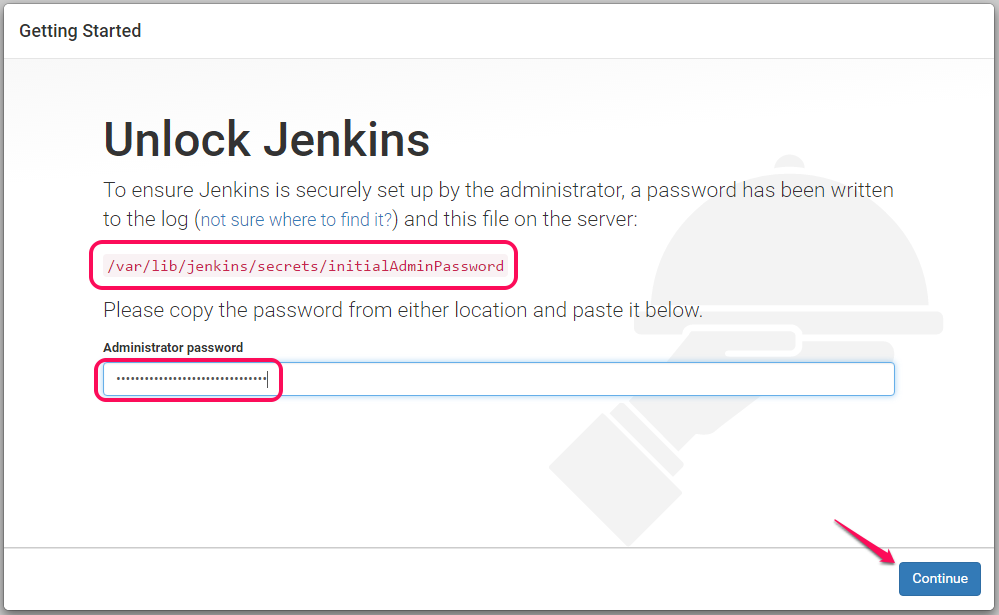 Getting Started
Unlock Jenkins
To ensure Jenkins is securely set up by the administrator, a password has been written
to the log (not sure where to find it?) and this file on the server:
/var/lib/jenkins/secrets/initialAdminPassword
Please copy the password from either location and paste it below.
Administrator password
••••••••••••••••••••••••••••••••
Continue